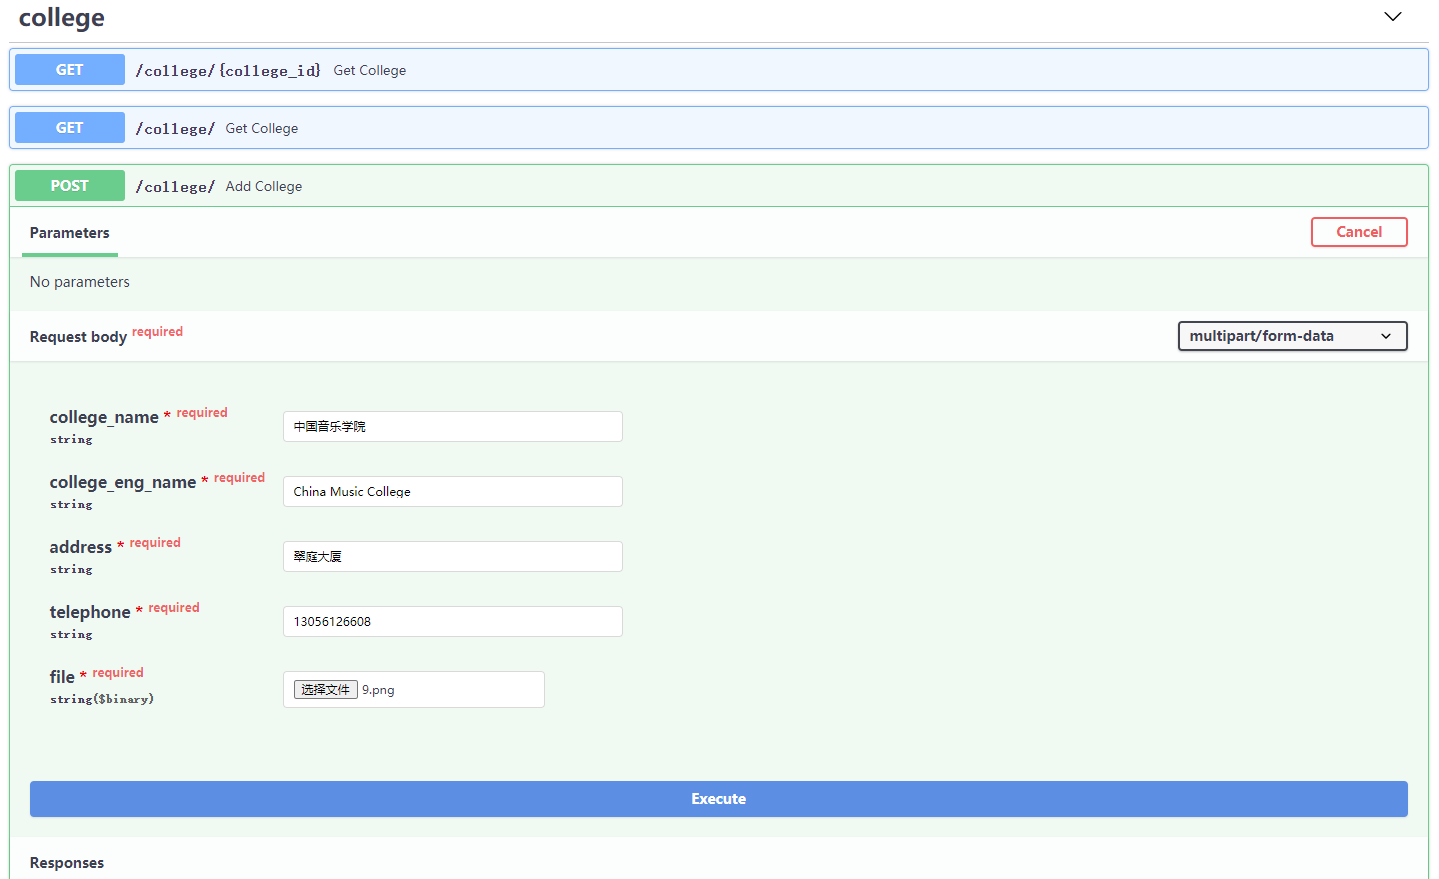 college
GET /college/{college_id} Get College
GET /college/ Get College
POST /college/ Add College
Parameters
Cancel
No parameters
Request body required
multipart/form-data
college_name * required
string
中国音乐学院
college_eng_name * required
string
China Music College
address * required
string
翠庭大厦
telephone * required
string
13056126608
file * required
string($binary)
选择文件 9.png
Execute
Responses